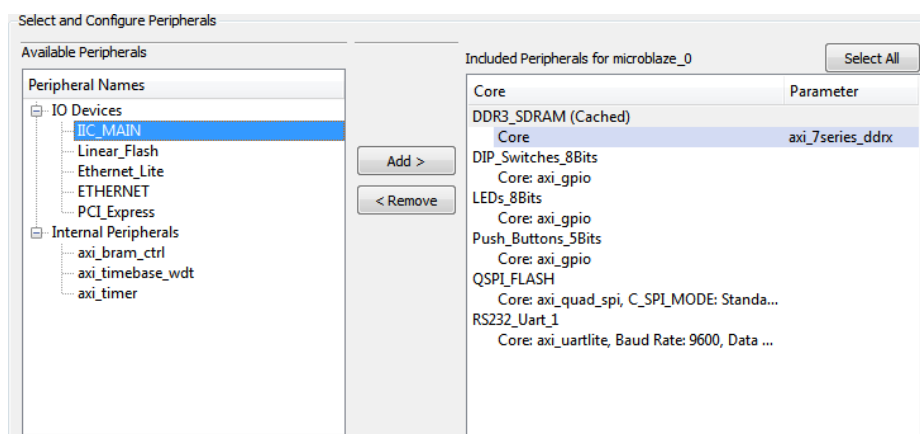 Select and Configure Peripherals
Available Peripherals
Peripheral Names
IO Devices
IIC_MAIN
Linear_Flash
Ethernet_Lite
ETHERNET
PCI_Express
Internal Peripherals
axi_bram_ctrl
axi_timebase_wdt
axi_timer
Add >
< Remove
Included Peripherals for microblaze_0
Select All
Core Parameter
DDR3_SDRAM (Cached)
Core axi_7series_ddrx
DIP_Switches_8Bits
Core: axi_gpio
LEDs_8Bits
Core: axi_gpio
Push_Buttons_5Bits
Core: axi_gpio
QSPI_FLASH
Core: axi_quad_spi, C_SPI_MODE: Standa...
RS232_Uart_1
Core: axi_uartlite, Baud Rate: 9600, Data ...